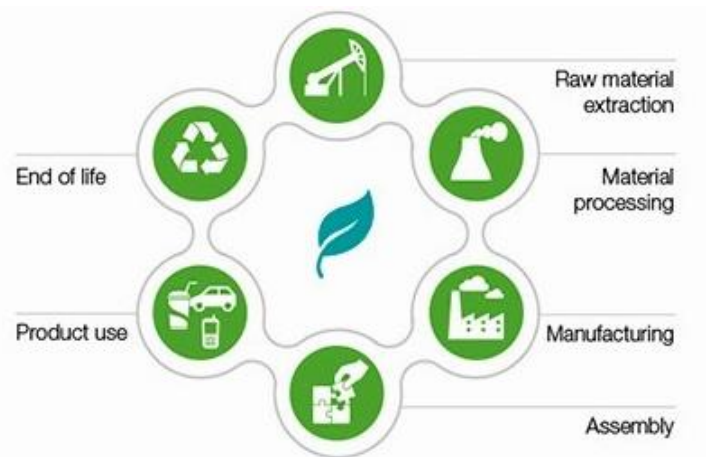 Raw material
extraction
End of life
Material
processing
Product use
Manufacturing
Assembly